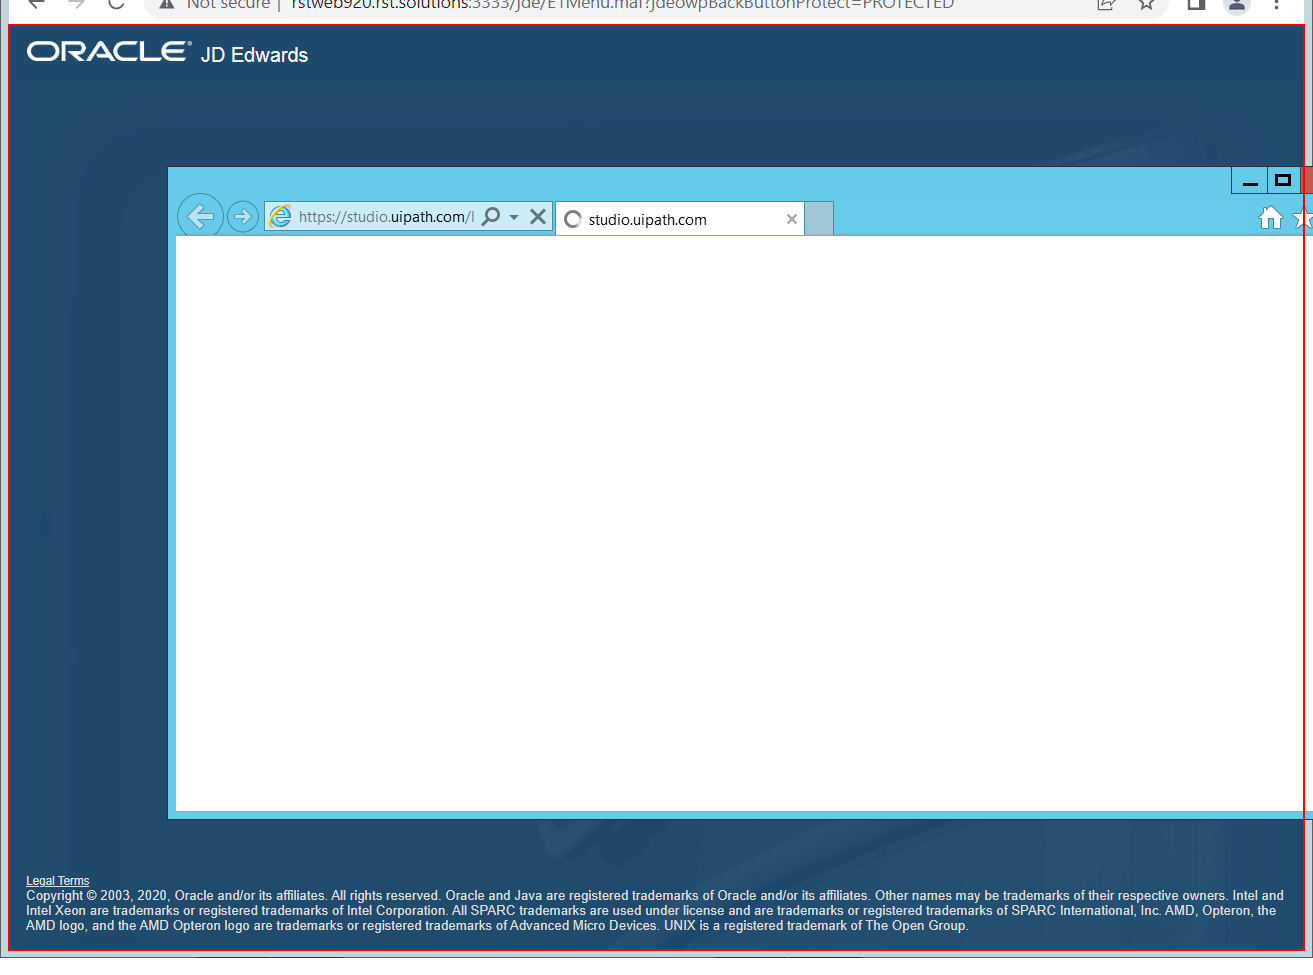 Not secure | rstweb920.rst.solutions:3333/jde/E1Menu.maf?jdeowpBackButtonProtect=PROTECTED
ORACLE® JD Edwards
https://studio.uipath.com/l
studio.uipath.com
Legal Terms
Copyright © 2003, 2020, Oracle and/or its affiliates. All rights reserved. Oracle and Java are registered trademarks of Oracle and/or its affiliates. Other names may be trademarks of their respective owners. Intel and
Intel Xeon are trademarks or registered trademarks of Intel Corporation. All SPARC trademarks are used under license and are trademarks or registered trademarks of SPARC International, Inc. AMD, Opteron, the
AMD logo, and the AMD Opteron logo are trademarks or registered trademarks of Advanced Micro Devices. UNIX is a registered trademark of The Open Group.